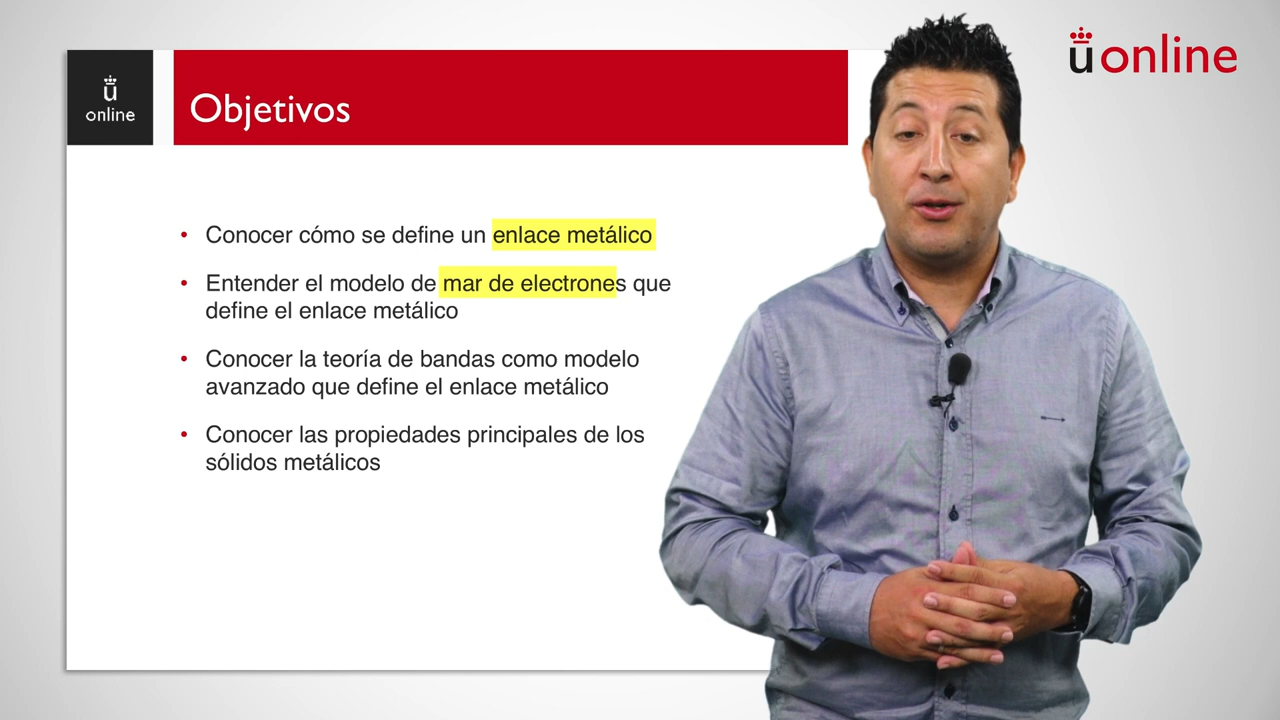 ü
online
Objetivos
üonline
• Conocer cómo se define un enlace metálico
• Entender el modelo de mar de electrones que
define el enlace metálico
• Conocer la teoría de bandas como modelo
avanzado que define el enlace metálico
• Conocer las propiedades principales de los
sólidos metálicos